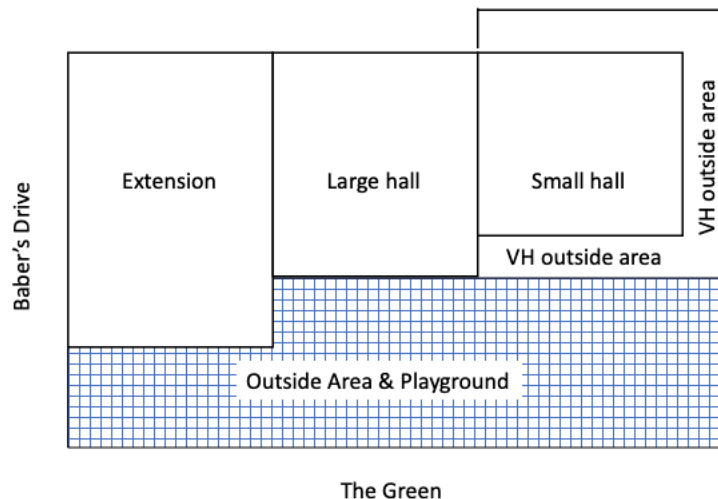 Extension
Large hall
Small hall
VH outside area
VH outside area
Baber's Drive
Outside Area & Playground
The Green